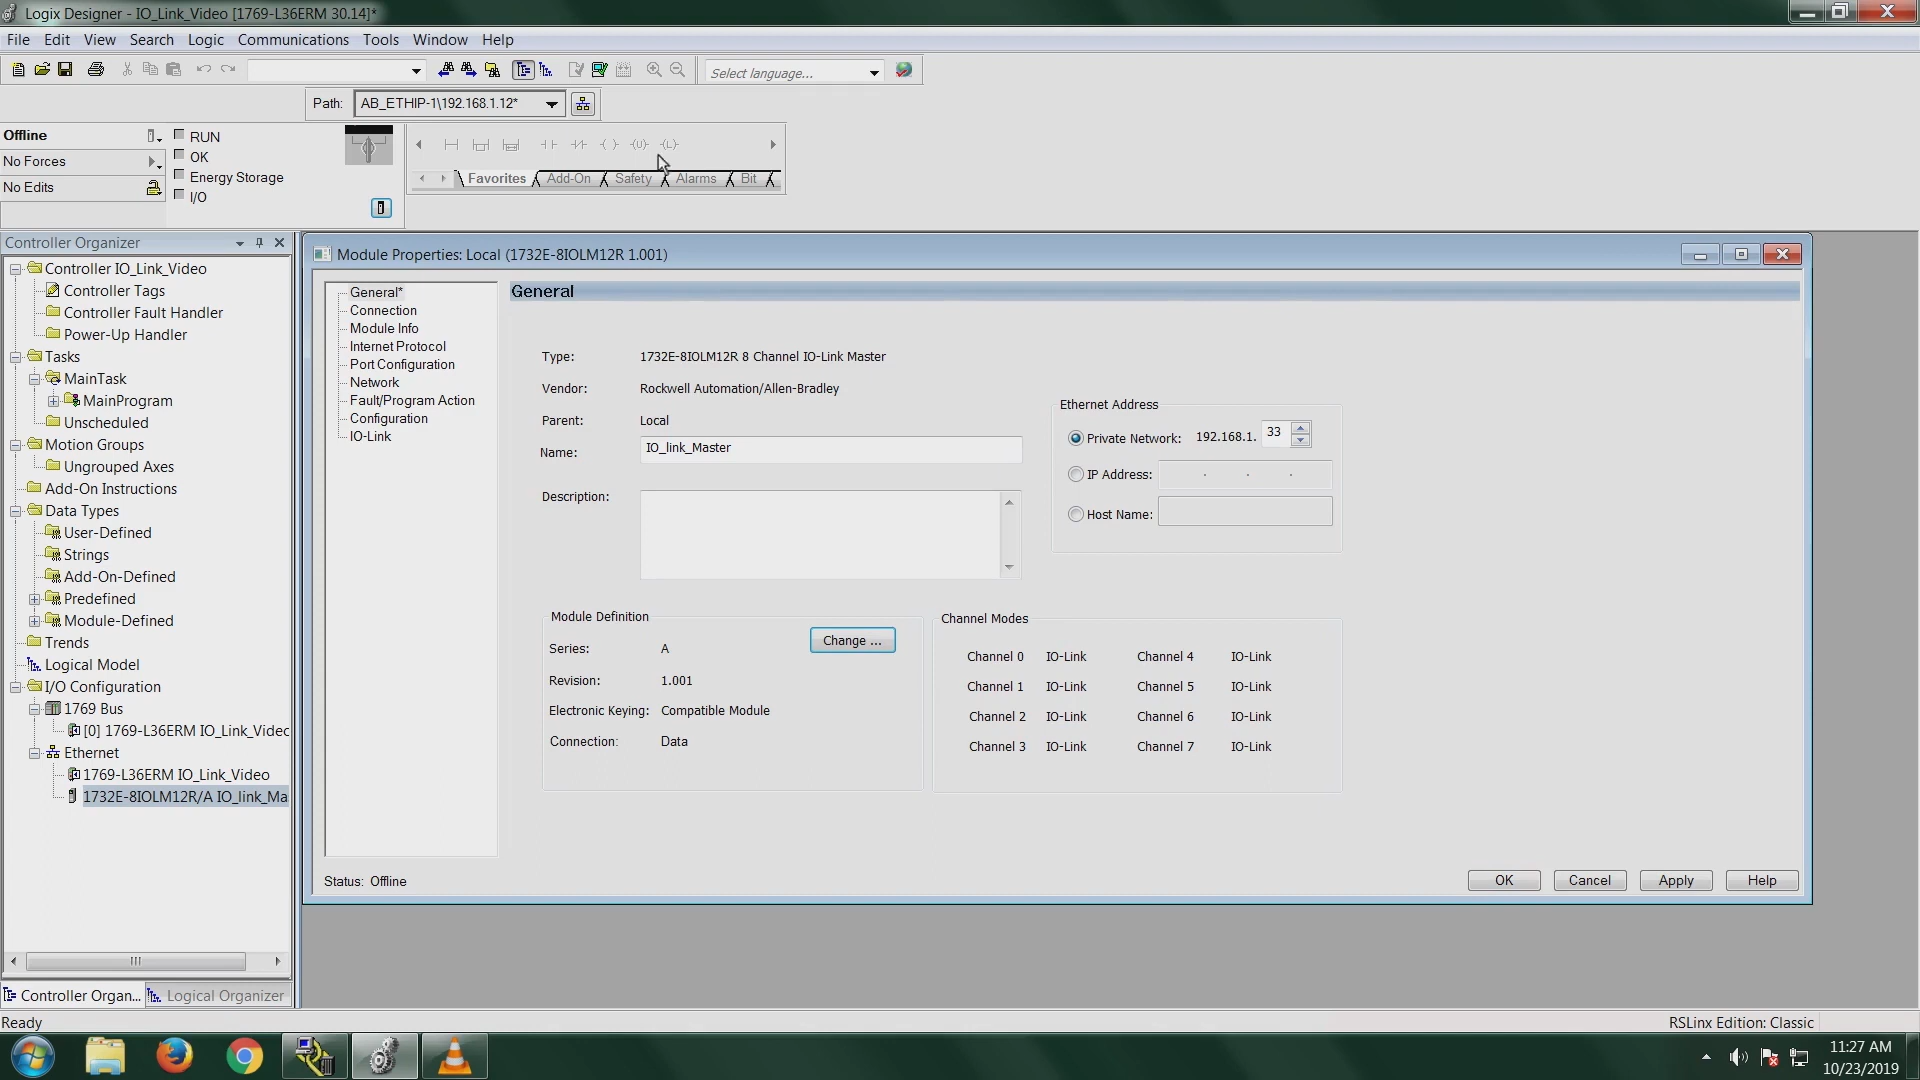 Logix Designer - IO_Link_Video [1769-L36ERM 30.14]*
File Edit View Search Logic Communications Tools Window Help
Select language...
Path: AB_ETHIP-1\192.168.1.12*
Offline
RUN
No Forces
OK
No Edits
Energy Storage
I/O
Favorites Add-On Safety Alarms Bit
Controller Organizer
Controller IO_Link_Video
Controller Tags
Controller Fault Handler
Power-Up Handler
Tasks
MainTask
MainProgram
Unscheduled
Motion Groups
Ungrouped Axes
Add-On Instructions
Data Types
User-Defined
Strings
Add-On-Defined
Predefined
Module-Defined
Trends
Logical Model
I/O Configuration
1769 Bus
[0] 1769-L36ERM IO_Link_Videc
Ethernet
1769-L36ERM IO_Link_Video
1732E-8IOLM12R/A IO_link_Ma
Controller Organ... Logical Organizer
Module Properties: Local (1732E-8IOLM12R 1.001)
General*
Connection
Module Info
Internet Protocol
Port Configuration
Network
Fault/Program Action
Configuration
IO-Link
General
Type: 1732E-8IOLM12R 8 Channel IO-Link Master
Vendor: Rockwell Automation/Allen-Bradley
Parent: Local
Name: IO_link_Master
Description:
Ethernet Address
Private Network: 192.168.1. 33
IP Address: . . .
Host Name:
Module Definition
Change ...
Series: A
Revision: 1.001
Electronic Keying: Compatible Module
Connection: Data
Channel Modes
Channel 0 IO-Link Channel 4 IO-Link
Channel 1 IO-Link Channel 5 IO-Link
Channel 2 IO-Link Channel 6 IO-Link
Channel 3 IO-Link Channel 7 IO-Link
Status: Offline
OK Cancel Apply Help
Ready
RSLinx Edition: Classic
11:27 AM
10/23/2019